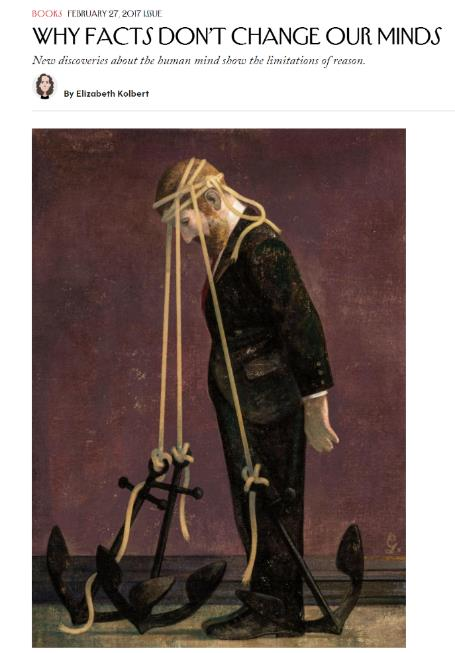 BOOKS FEBRUARY 27, 2017 ISSUE
WHY FACTS DON'T CHANGE OUR MINDS
New discoveries about the human mind show the limitations of reason.
By Elizabeth Kolbert